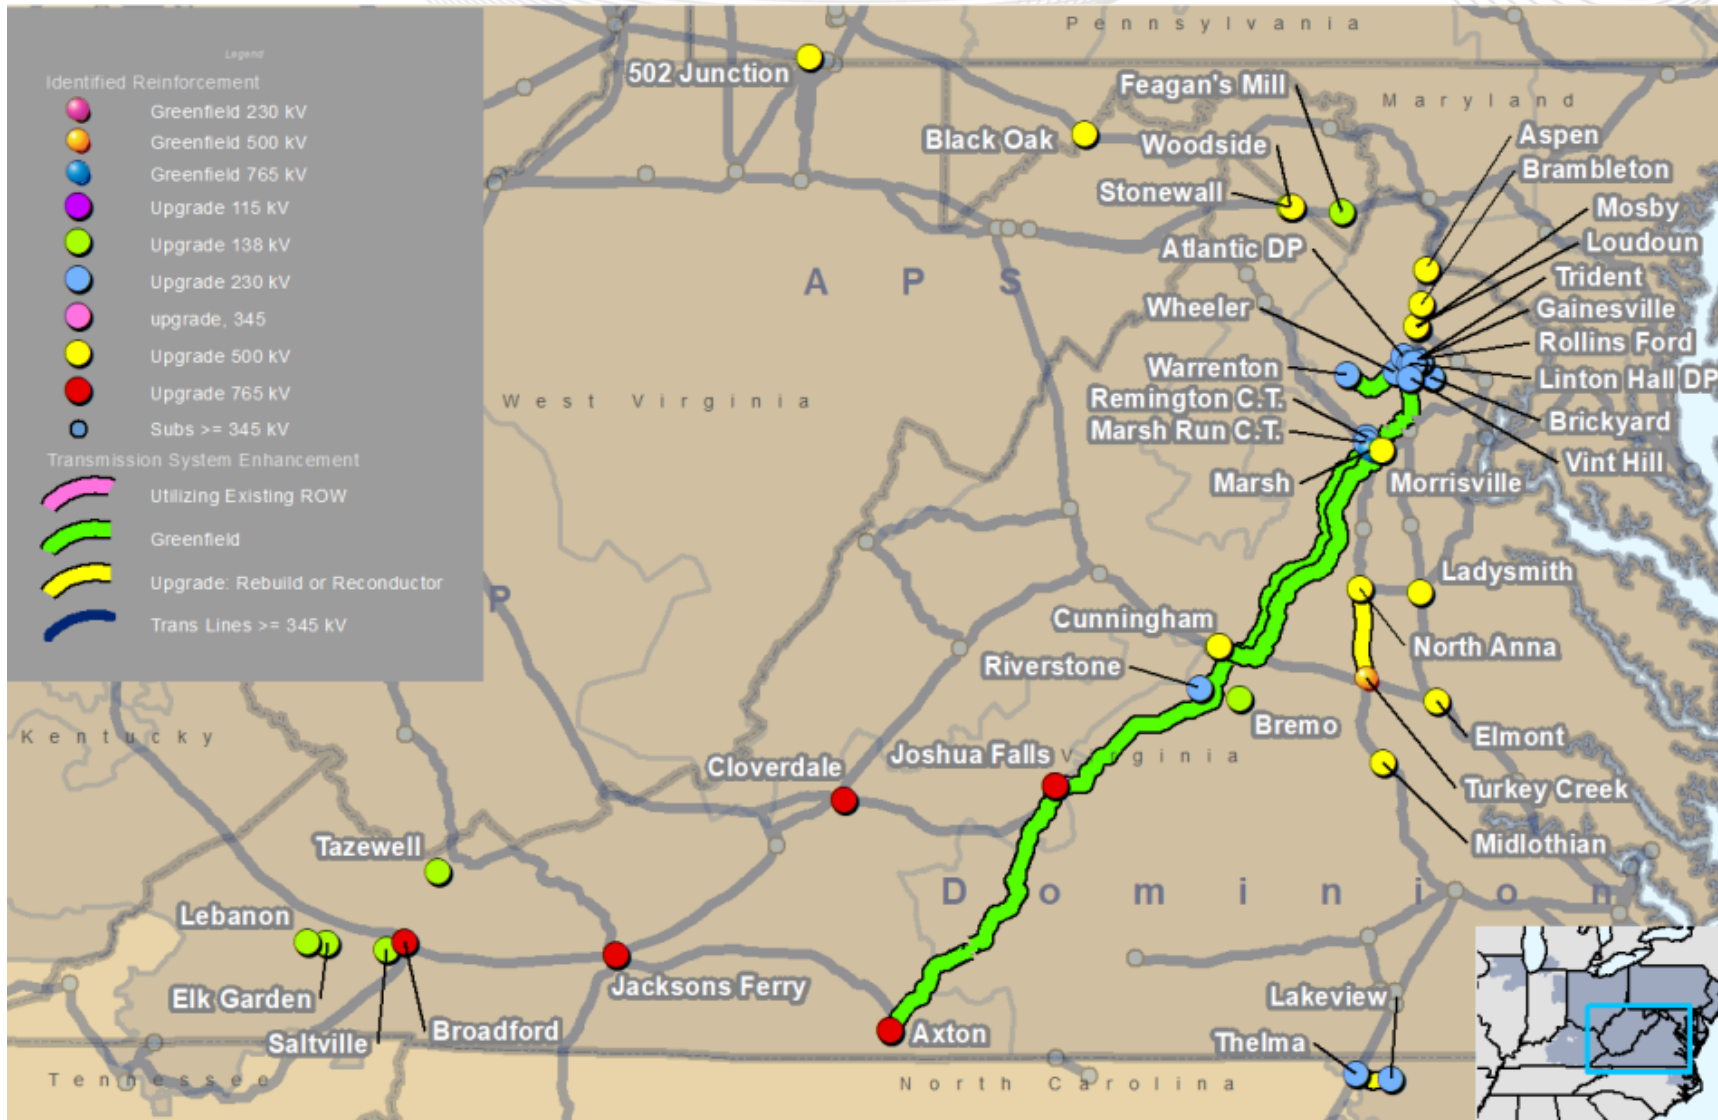 Legend
Identified Reinforcement
Greenfield 230 kV
Greenfield 500 kV
Greenfield 765 kV
Upgrade 115 kV
Upgrade 138 kV
Upgrade 230 kV
upgrade, 345
Upgrade 500 kV
Upgrade 765 kV
Subs >= 345 kV
Transmission System Enhancement
Utilizing Existing ROW
Greenfield
Upgrade: Rebuild or Reconductor
Trans Lines >= 345 kV
Pennsylvania
502 Junction
Feagan's Mill
Maryland
Black Oak
Woodside
Aspen
Brambleton
Stonewall
Mosby
Atlantic DP
Loudoun
APS
Trident
Wheeler
Gainesville
Rollins Ford
Warrenton
Linton Hall DP
West Virginia
Remington C.T.
Brickyard
Marsh Run C.T.
Vint Hill
Marsh
Morrisville
Ladysmith
P
Cunningham
North Anna
Riverstone
Bremo
Elmont
Kentucky
Joshua Falls
Virginia
Cloverdale
Turkey Creek
Tazewell
Midlothian
Dominion
Lebanon
Jacksons Ferry
Elk Garden
Lakeview
Broadford
Saltville
Axton
Thelma
Tennessee
North Carolina